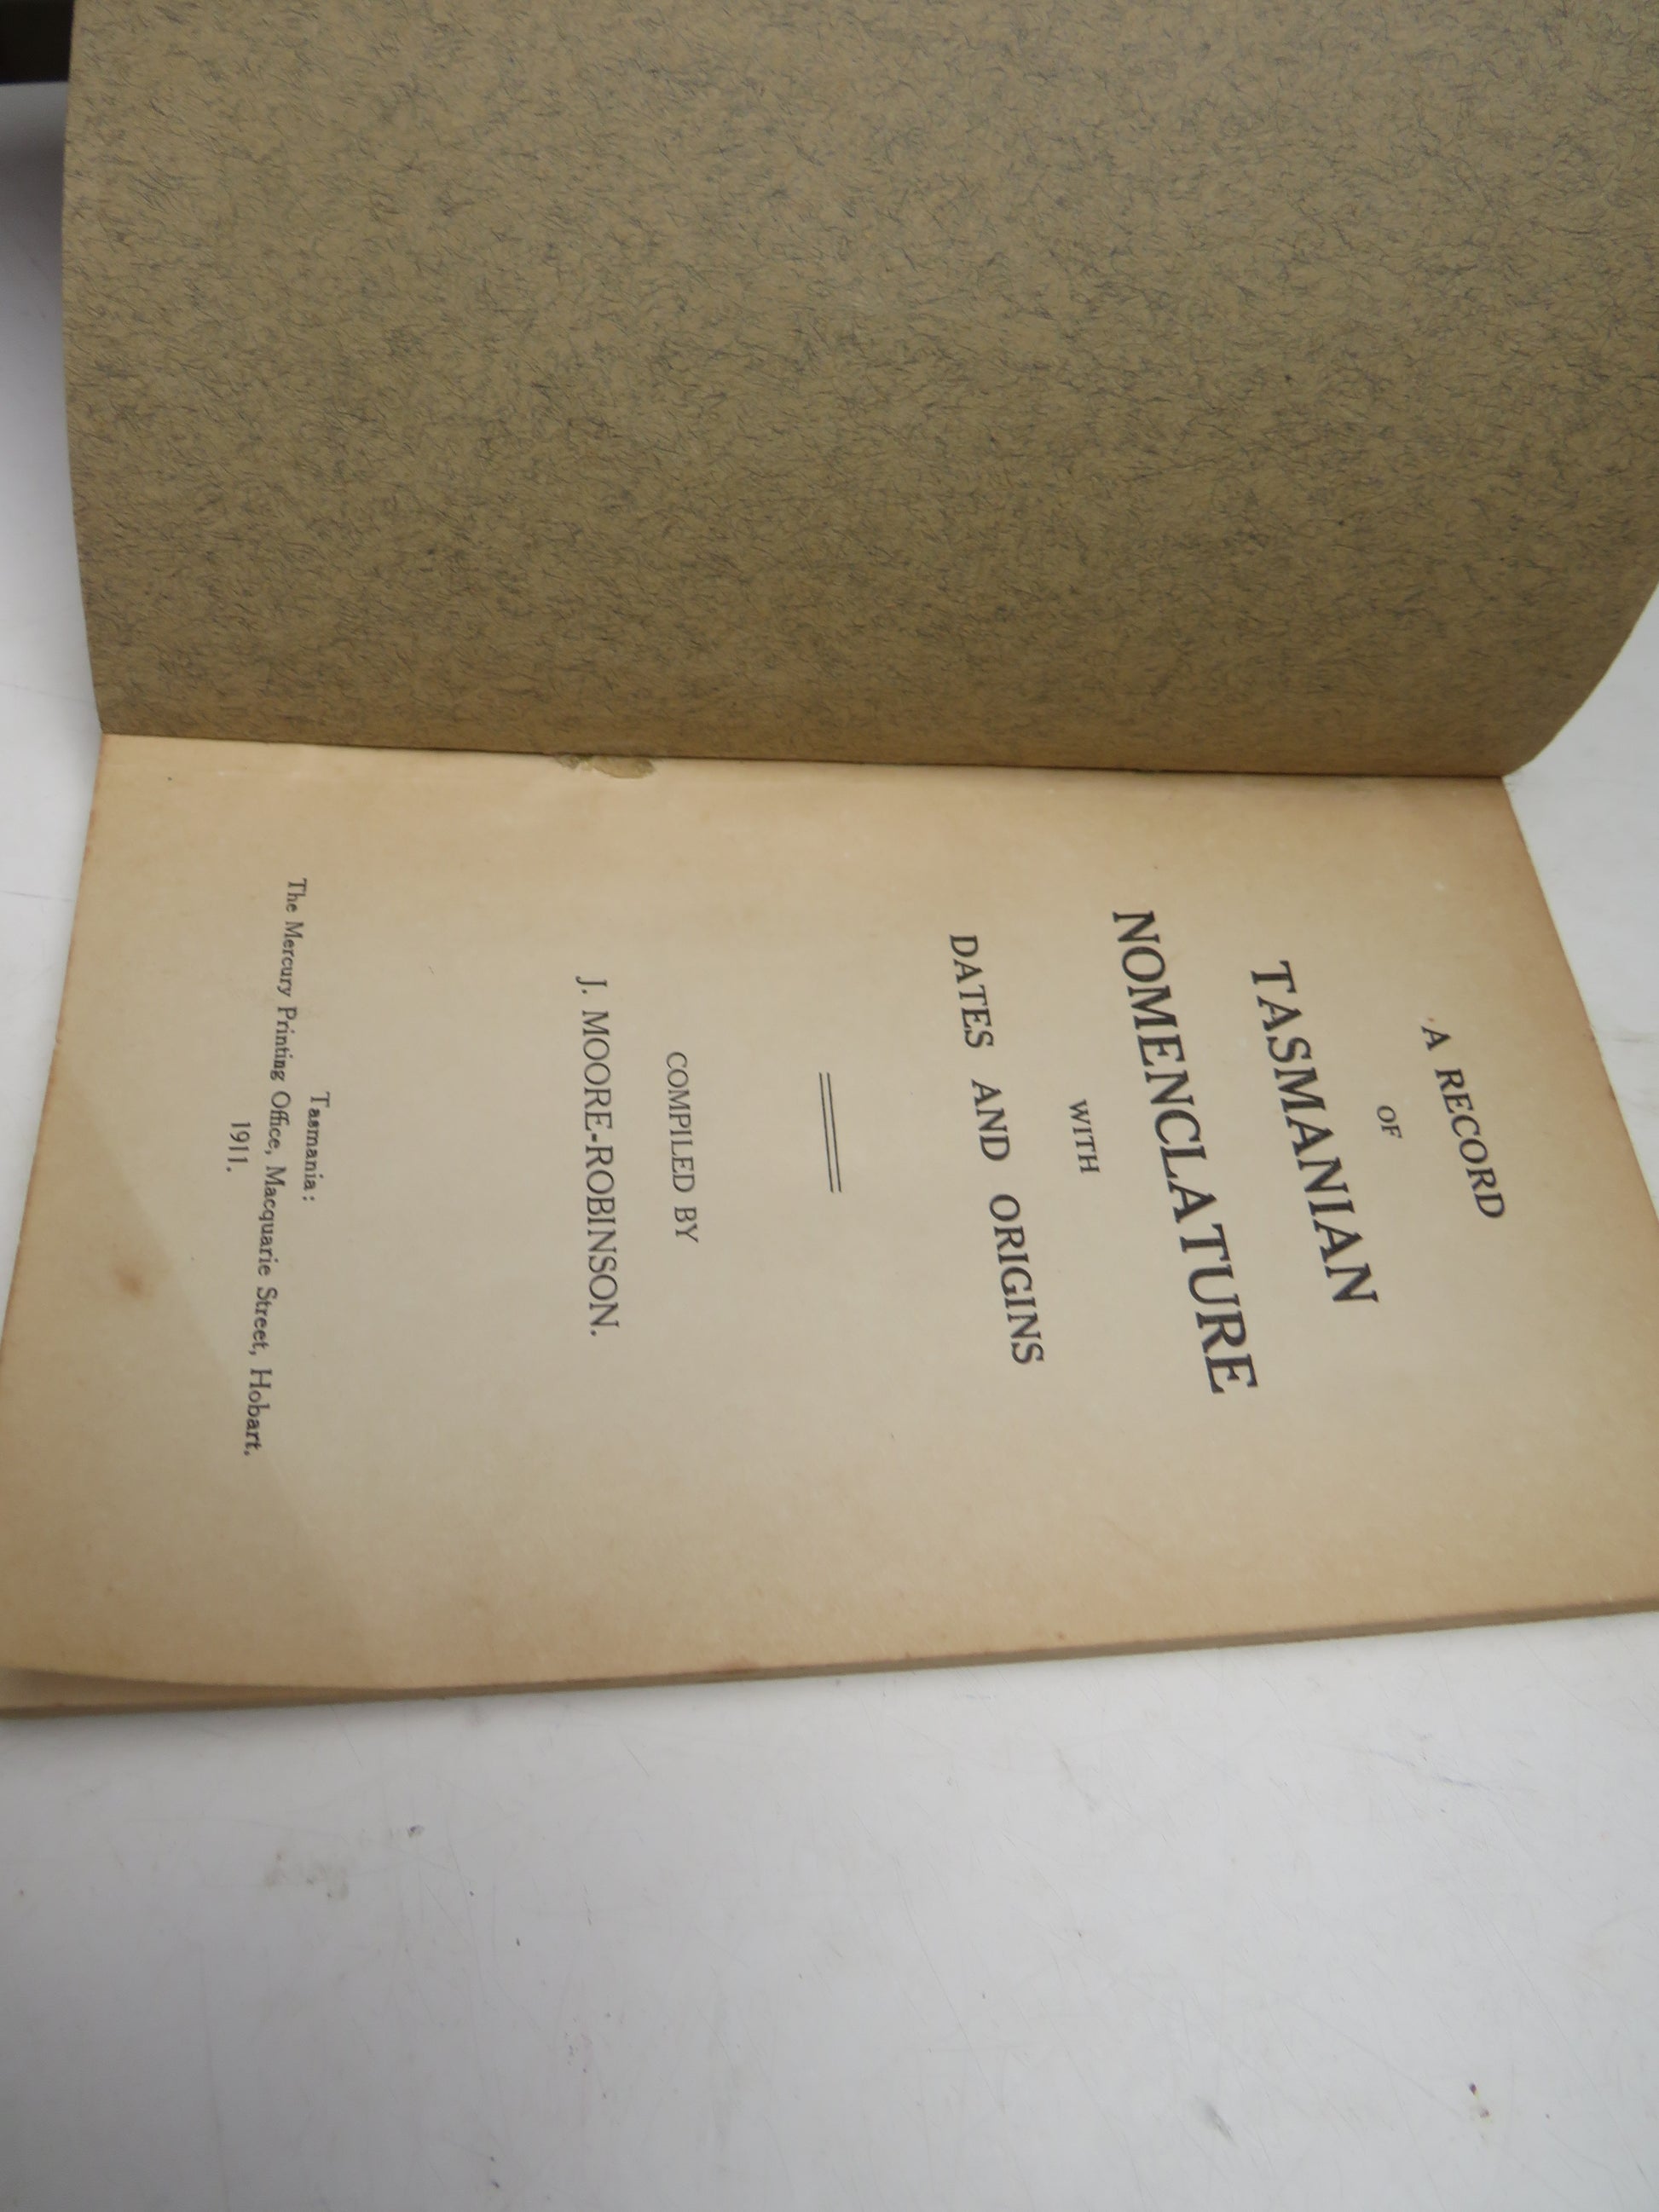 A RECORD
OF
TASMANIAN
NOMENCLATURE
WITH
DATES AND ORIGINS
COMPILED BY
J. MOORE-ROBINSON.
Tasmania:
The Mercury Printing Office, Macquarie Street, Hobart.
1911.